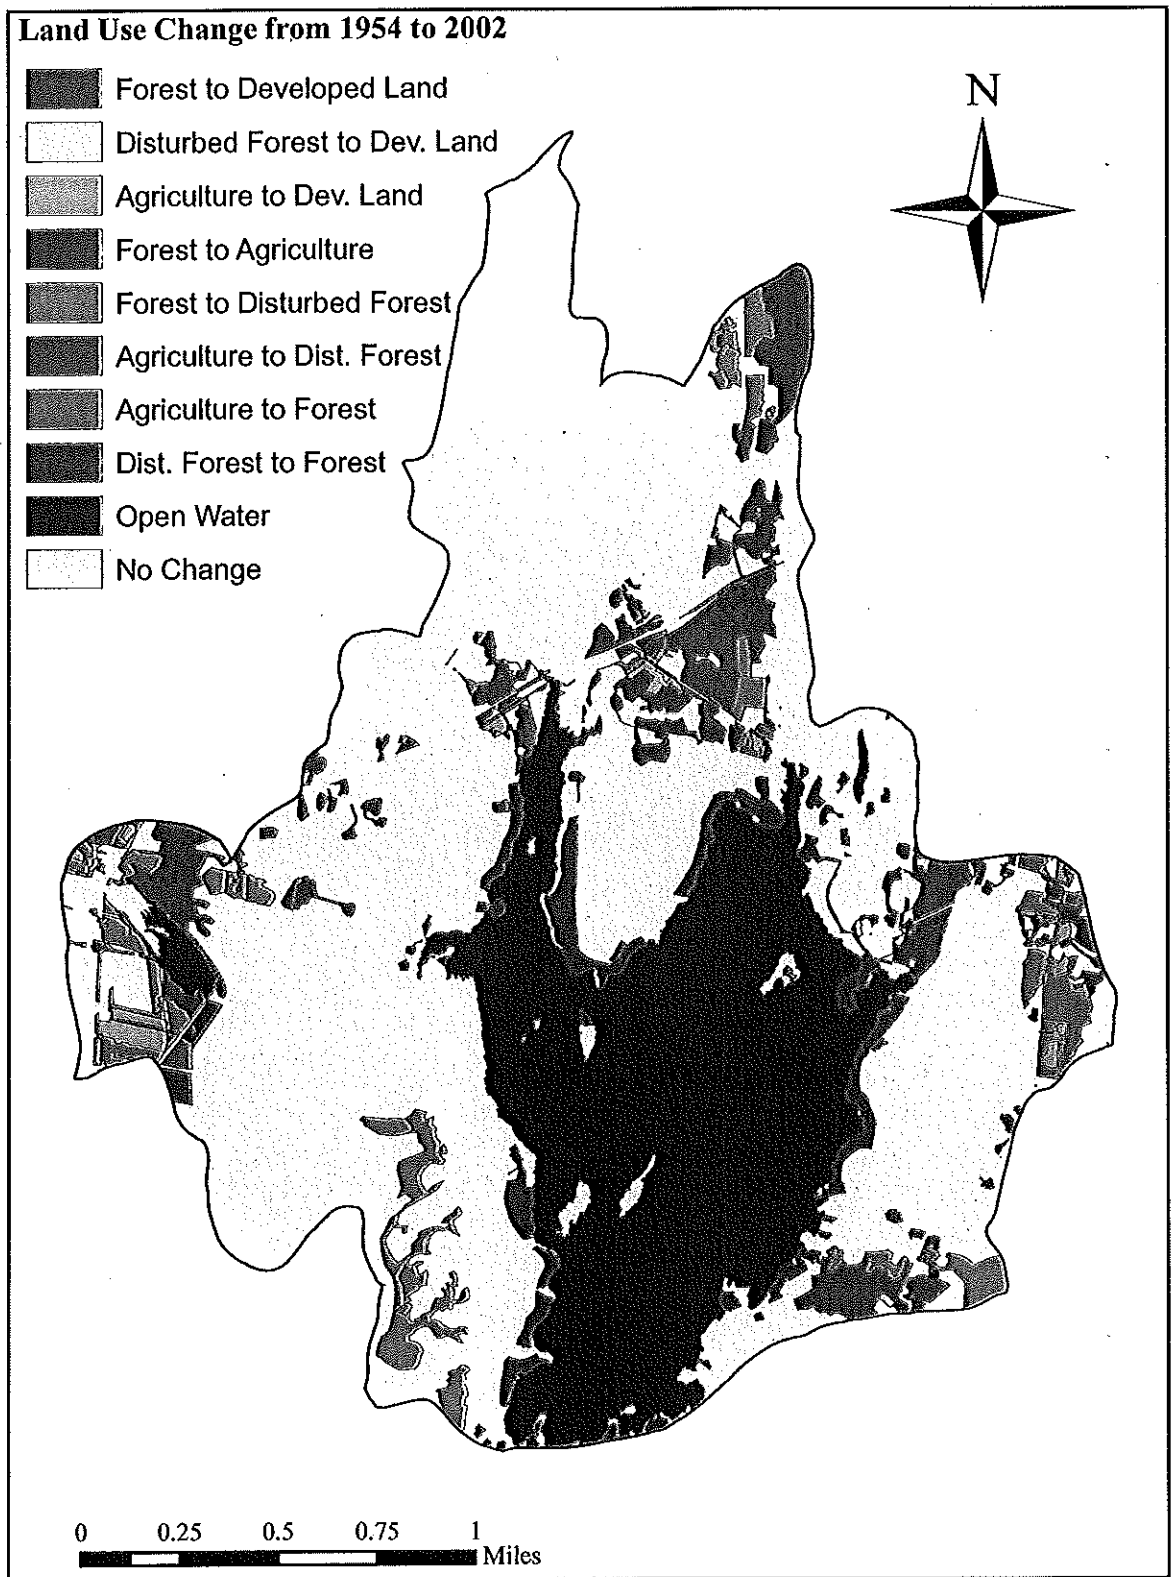 Land Use Change from 1954 to 2002
Forest to Developed Land
Disturbed Forest to Dev. Land
Agriculture to Dev. Land
Forest to Agriculture
Forest to Disturbed Forest
Agriculture to Dist. Forest
Agriculture to Forest
Dist. Forest to Forest
Open Water
No Change
N
0 0.25 0.5 0.75 1
Miles